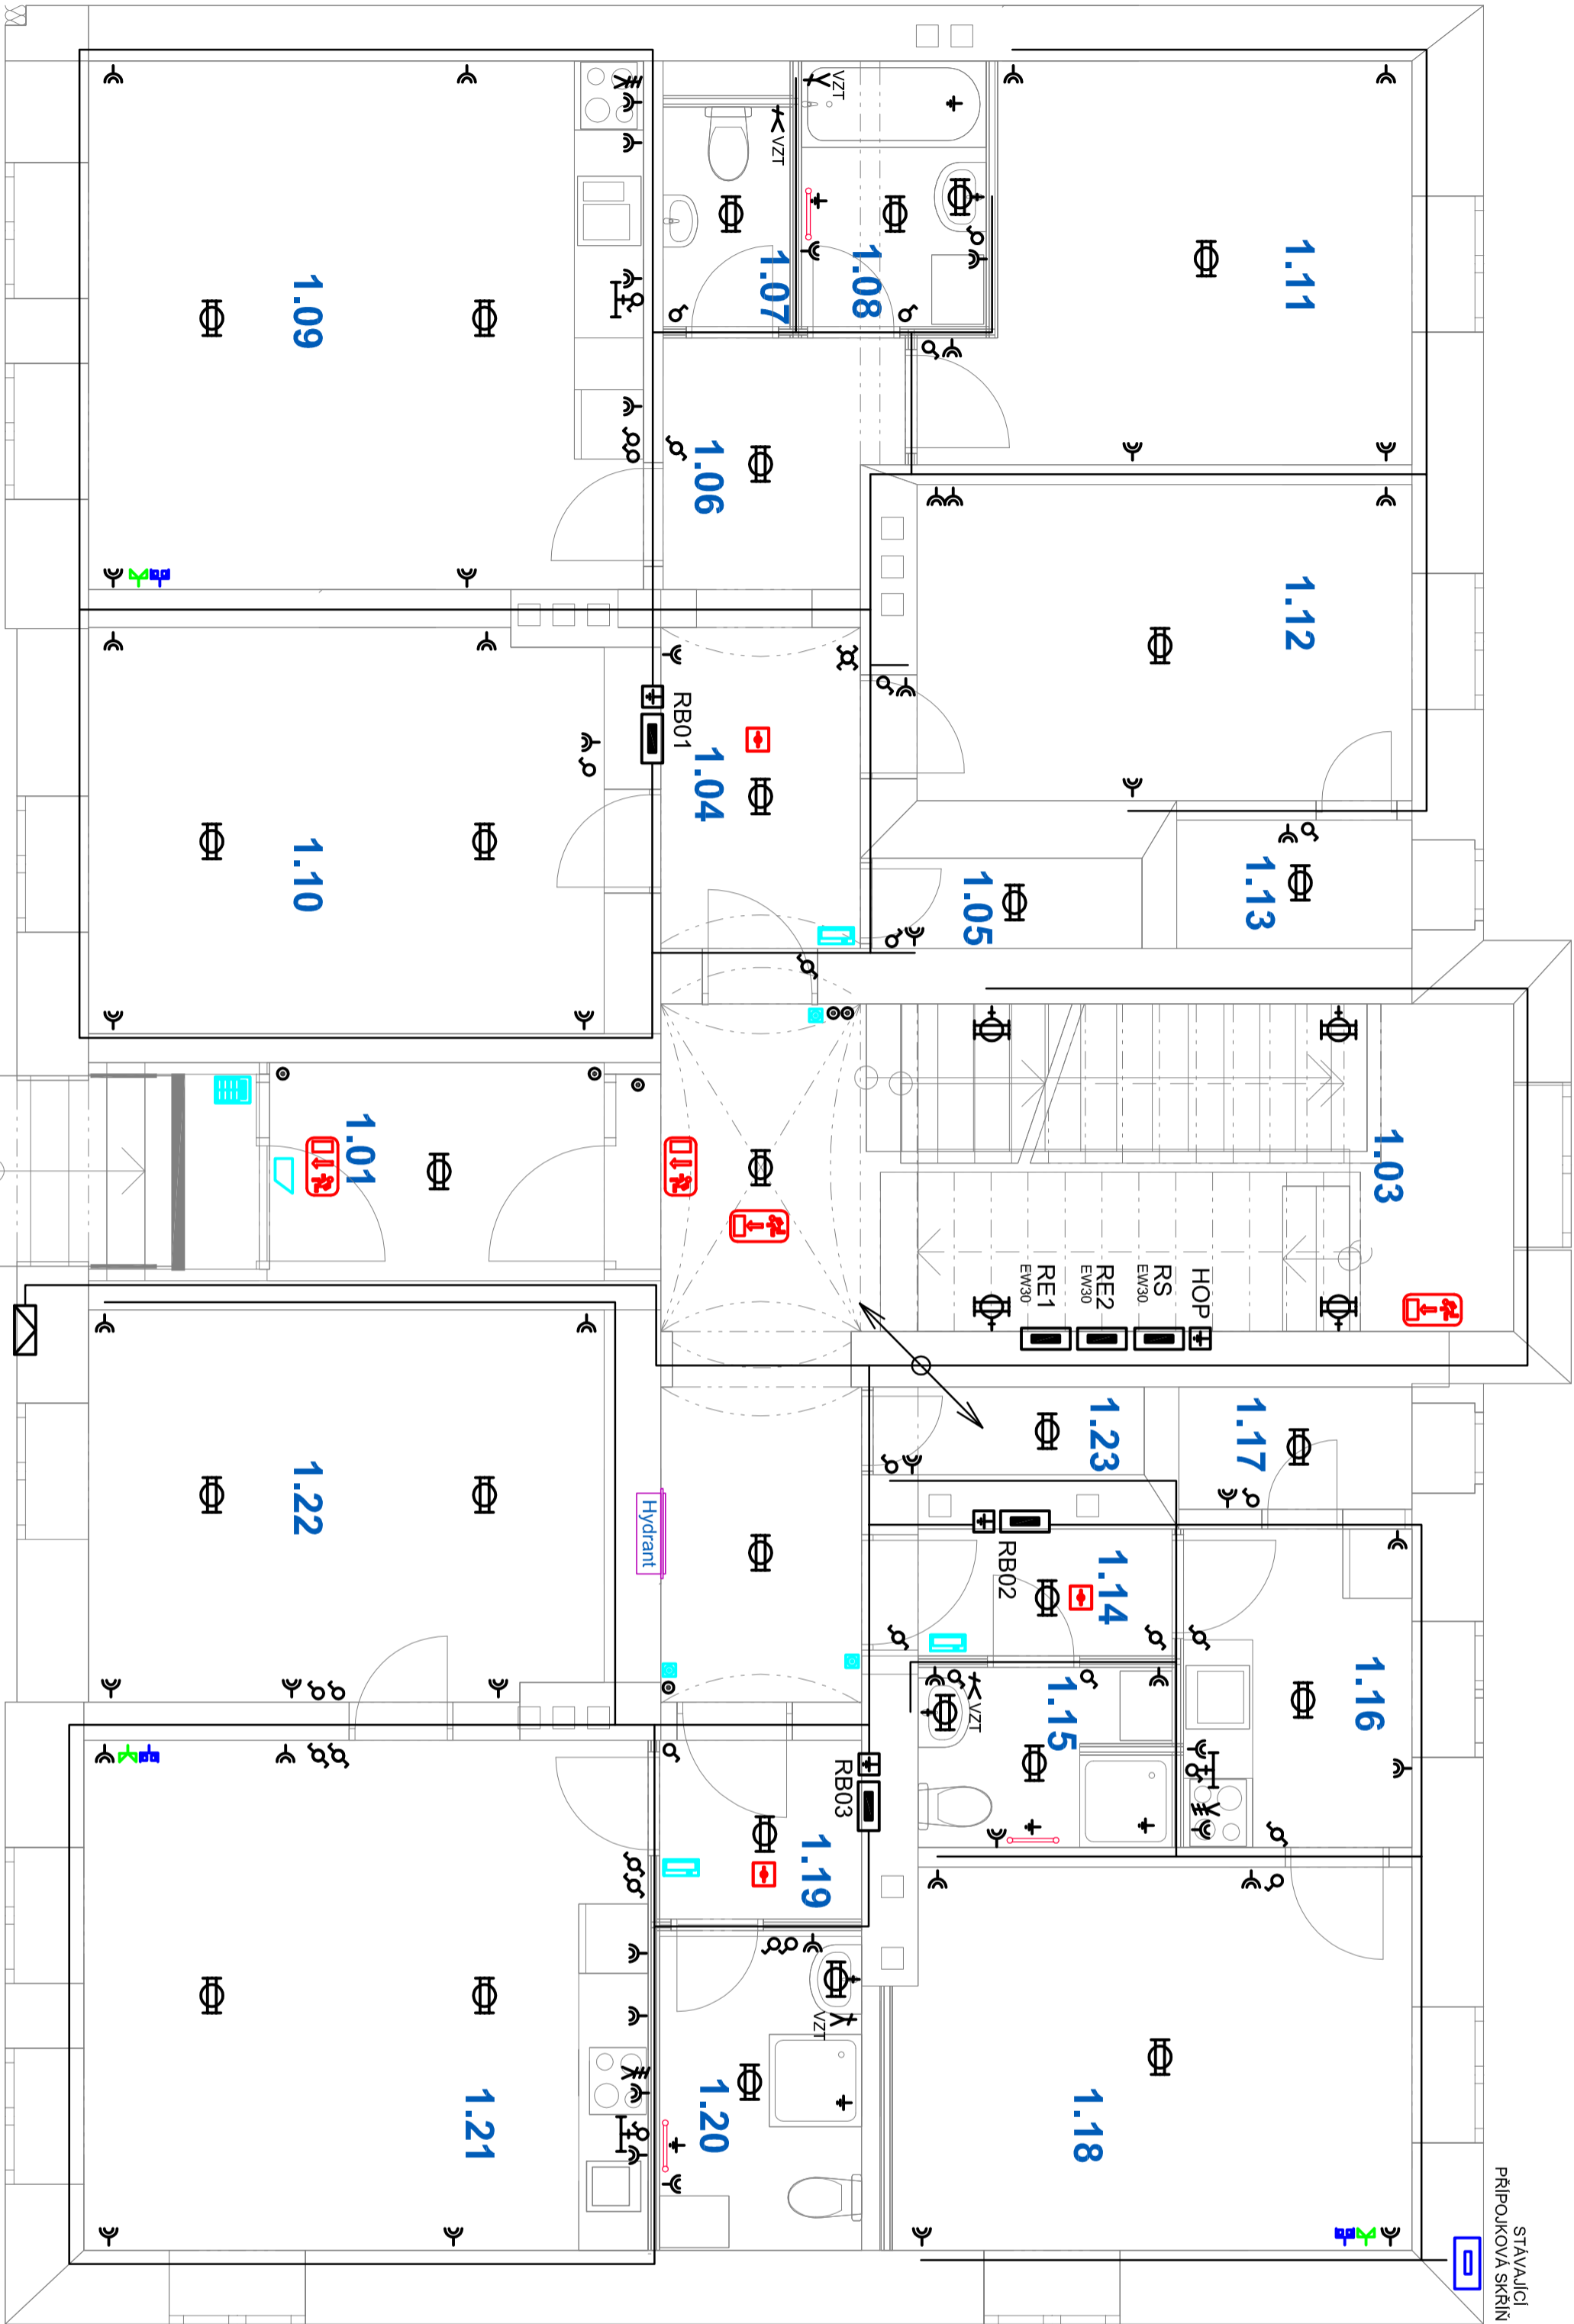 STÁVAJÍCÍ
PŘÍPOJKOVÁ SKŘÍŇ
1.11
1.12
1.13
1.03
1.17
1.16
1.18
HOP
RS
EW30
RE2
EW30
RE1
EW30
1.05
1.23
1.14
RB02
1.15
VZT
VZT
1.08
VZT
1.07
1.06
1.04
RB01
RB03
1.19
VZT
1.20
Hydrant
1.09
1.10
1.01
1.22
1.21